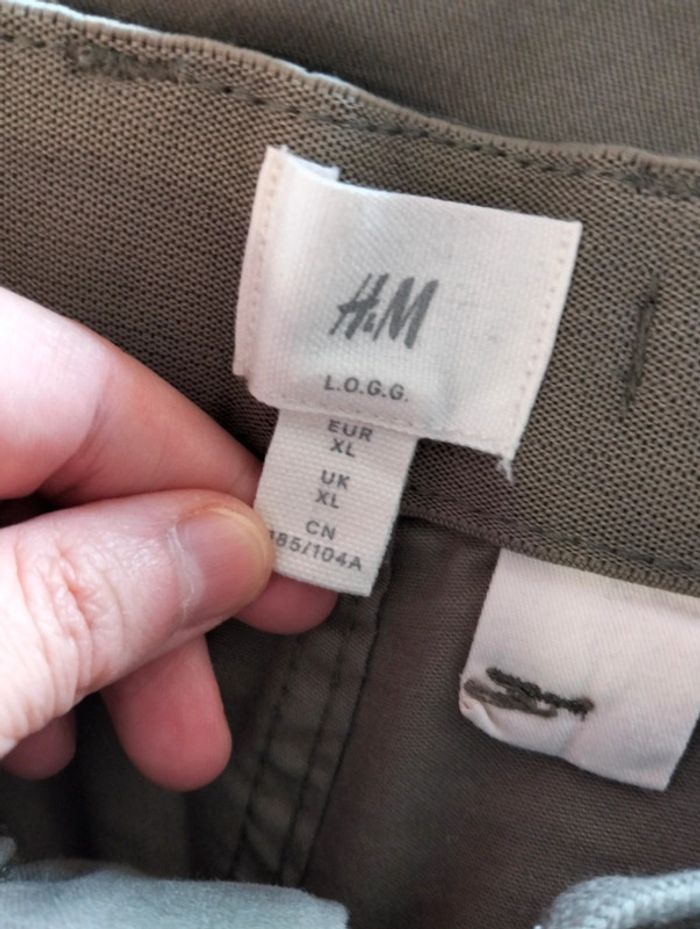 H&M
L.O.G.G.
EUR
XL
UK
XL
CN
185/104A